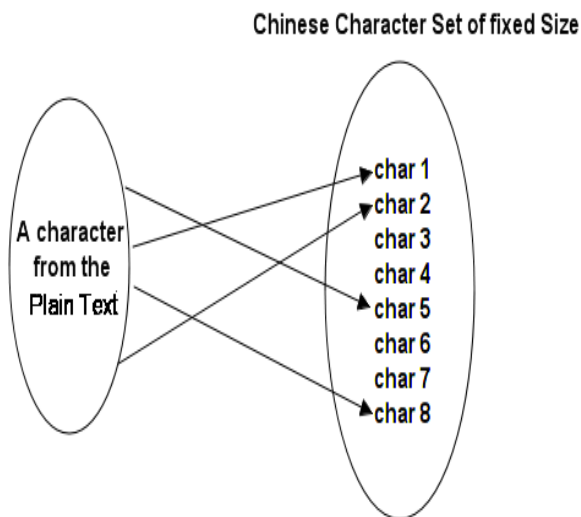 Chinese Character Set of fixed Size
A character
from the
Plain Text
char 1
char 2
char 3
char 4
char 5
char 6
char 7
char 8